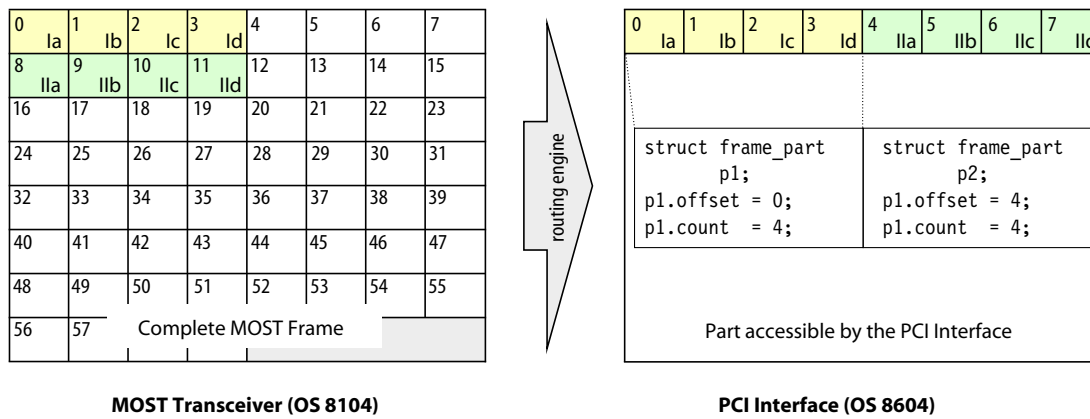 0 1 2 3 4 5 6 7
Ia Ib Ic Id
8 9 10 11 12 13 14 15
IIa IIb IIc IId
16 17 18 19 20 21 22 23
24 25 26 27 28 29 30 31
32 33 34 35 36 37 38 39
40 41 42 43 44 45 46 47
48 49 50 51 52 53 54 55
56 57 Complete MOST Frame
MOST Transceiver (OS 8104)
routing engine
0 1 2 3 4 5 6 7
Ia Ib Ic Id IIa IIb IIc IId
struct frame_part
p1;
p1.offset = 0;
p1.count = 4;
struct frame_part
p2;
p1.offset = 4;
p1.count = 4;
Part accessible by the PCI Interface
PCI Interface (OS 8604)